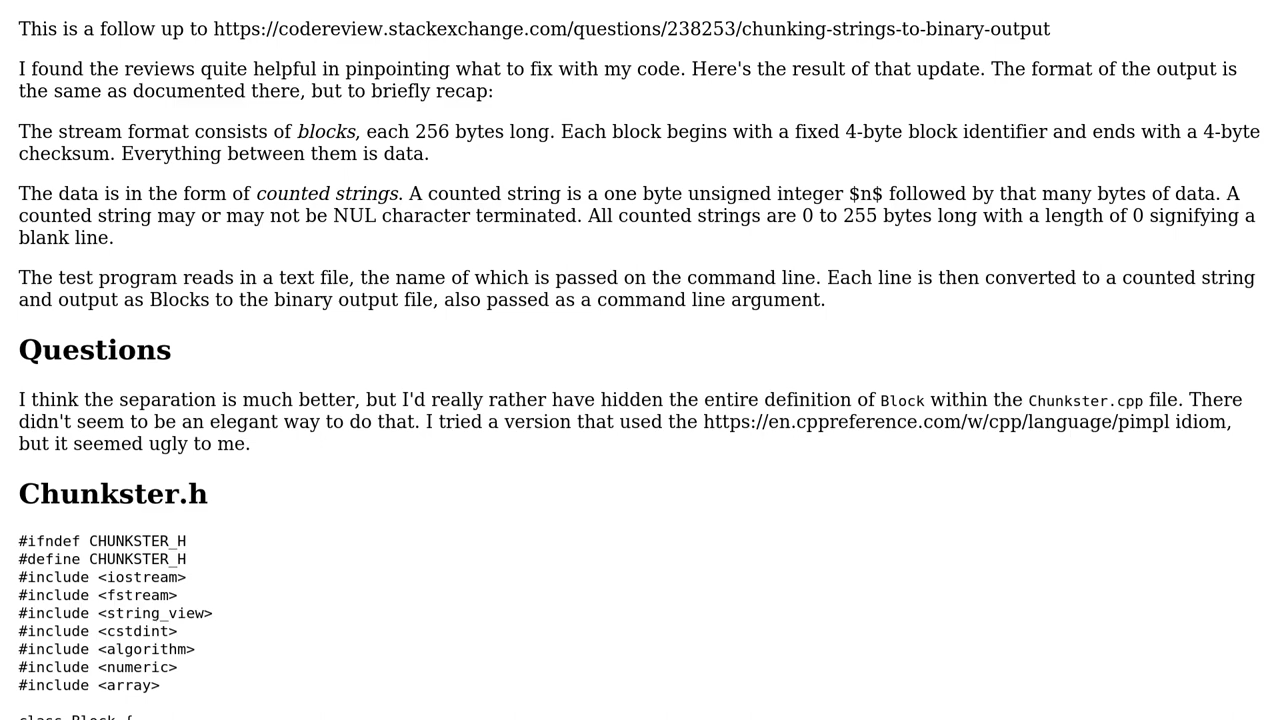 This is a follow up to https://codereview.stackexchange.com/questions/238253/chunking-strings-to-binary-output
I found the reviews quite helpful in pinpointing what to fix with my code. Here's the result of that update. The format of the output is
the same as documented there, but to briefly recap:
The stream format consists of blocks, each 256 bytes long. Each block begins with a fixed 4-byte block identifier and ends with a 4-byte
checksum. Everything between them is data.
The data is in the form of counted strings. A counted string is a one byte unsigned integer $n$ followed by that many bytes of data. A
counted string may or may not be NUL character terminated. All counted strings are 0 to 255 bytes long with a length of 0 signifying a
blank line.
The test program reads in a text file, the name of which is passed on the command line. Each line is then converted to a counted string
and output as Blocks to the binary output file, also passed as a command line argument.
Questions
I think the separation is much better, but I'd really rather have hidden the entire definition of Block within the Chunkster.cpp file. There
didn't seem to be an elegant way to do that. I tried a version that used the https://en.cppreference.com/w/cpp/language/pimpl idiom,
but it seemed ugly to me.
Chunkster.h
#ifndef CHUNKSTER_H
#define CHUNKSTER_H
#include <iostream>
#include <fstream>
#include <string_view>
#include <cstdint>
#include <algorithm>
#include <numeric>
#include <array>
class Block {